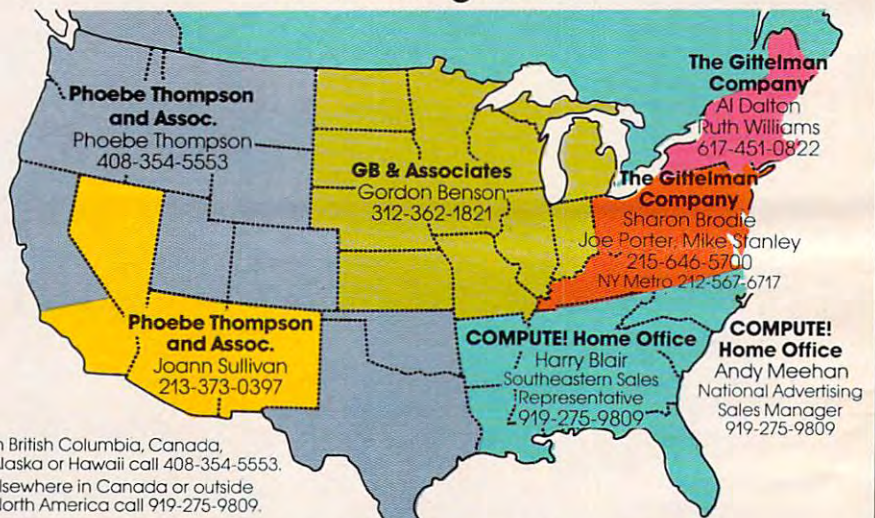 Phoebe Thompson
and Assoc.
Phoebe Thompson
408-354-5553
GB & Associates
Gordon Benson
312-362-1821
The Gittelman
Company
Al Dalton
Ruth Williams
617-451-0822
The Gittelman
Company
Sharon Brodie
Joe Porter, Mike Stanley
215-646-5700
NY Metro 212-567-6717
Phoebe Thompson
and Assoc.
Joann Sullivan
213-373-0397
COMPUTE! Home Office
Harry Blair
Southeastern Sales
Representative
919-275-9809
COMPUTE!
Home Office
Andy Meehan
National Advertising
Sales Manager
919-275-9809
British Columbia, Canada,
or Hawaii call 408-354-5553.
in Canada or outside
America call 919-275-9809.